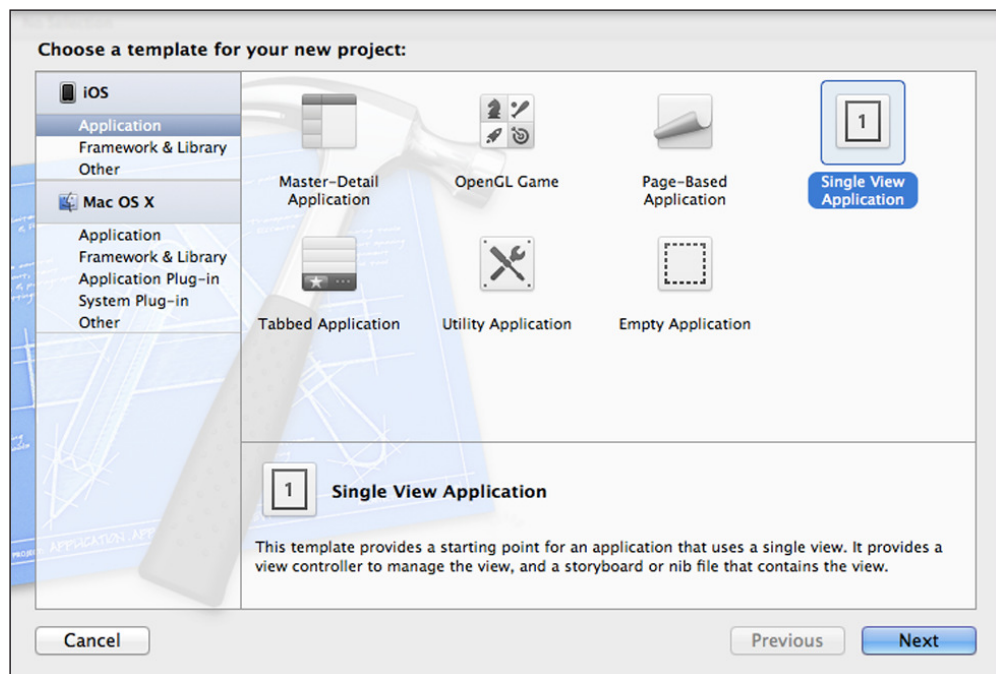 Choose a template for your new project:
iOS
Application
Framework & Library
Other
Mac OS X
Application
Framework & Library
Application Plug-in
System Plug-in
Other
Master-Detail
Application
OpenGL Game
Page-Based
Application
1
Single View
Application
Tabbed Application
Utility Application
Empty Application
1
Single View Application
This template provides a starting point for an application that uses a single view. It provides a
view controller to manage the view, and a storyboard or nib file that contains the view.
Cancel
Previous
Next